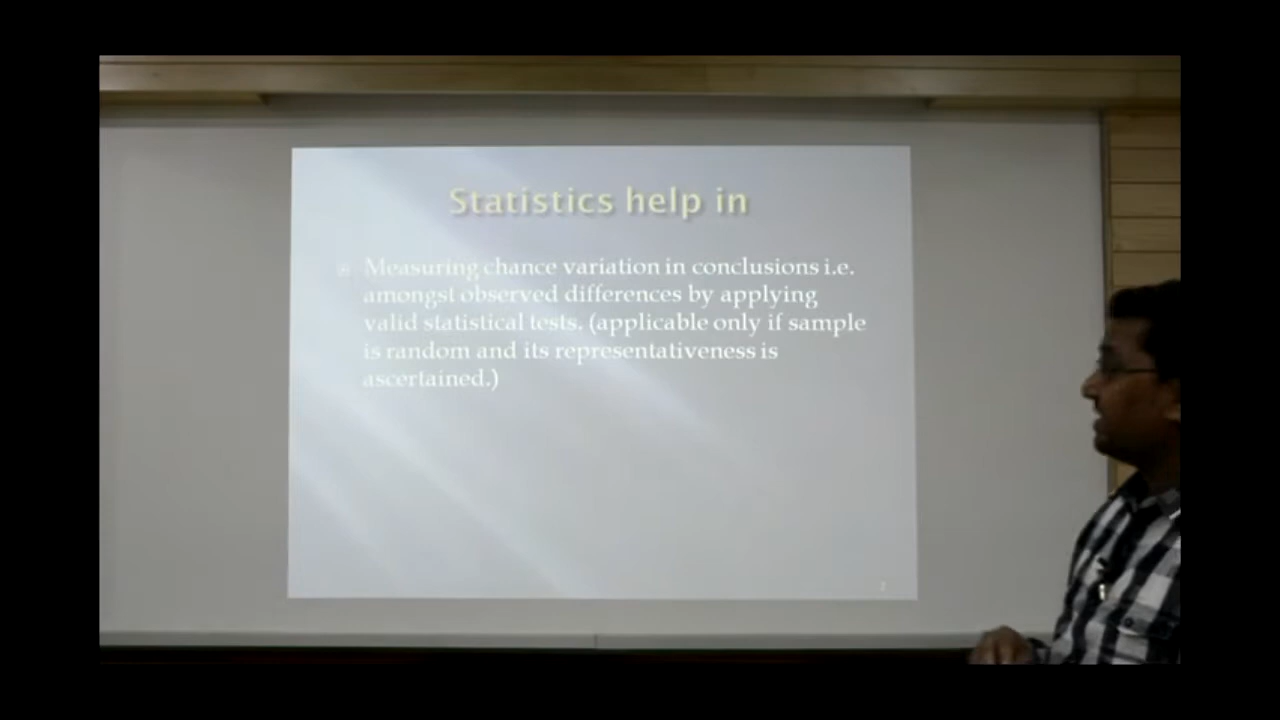 Statistics help in
Measuring chance variation in conclusions i.e.
amongst observed differences by applying
valid statistical tests. (applicable only if sample
is random and its representativeness is
ascertained.)